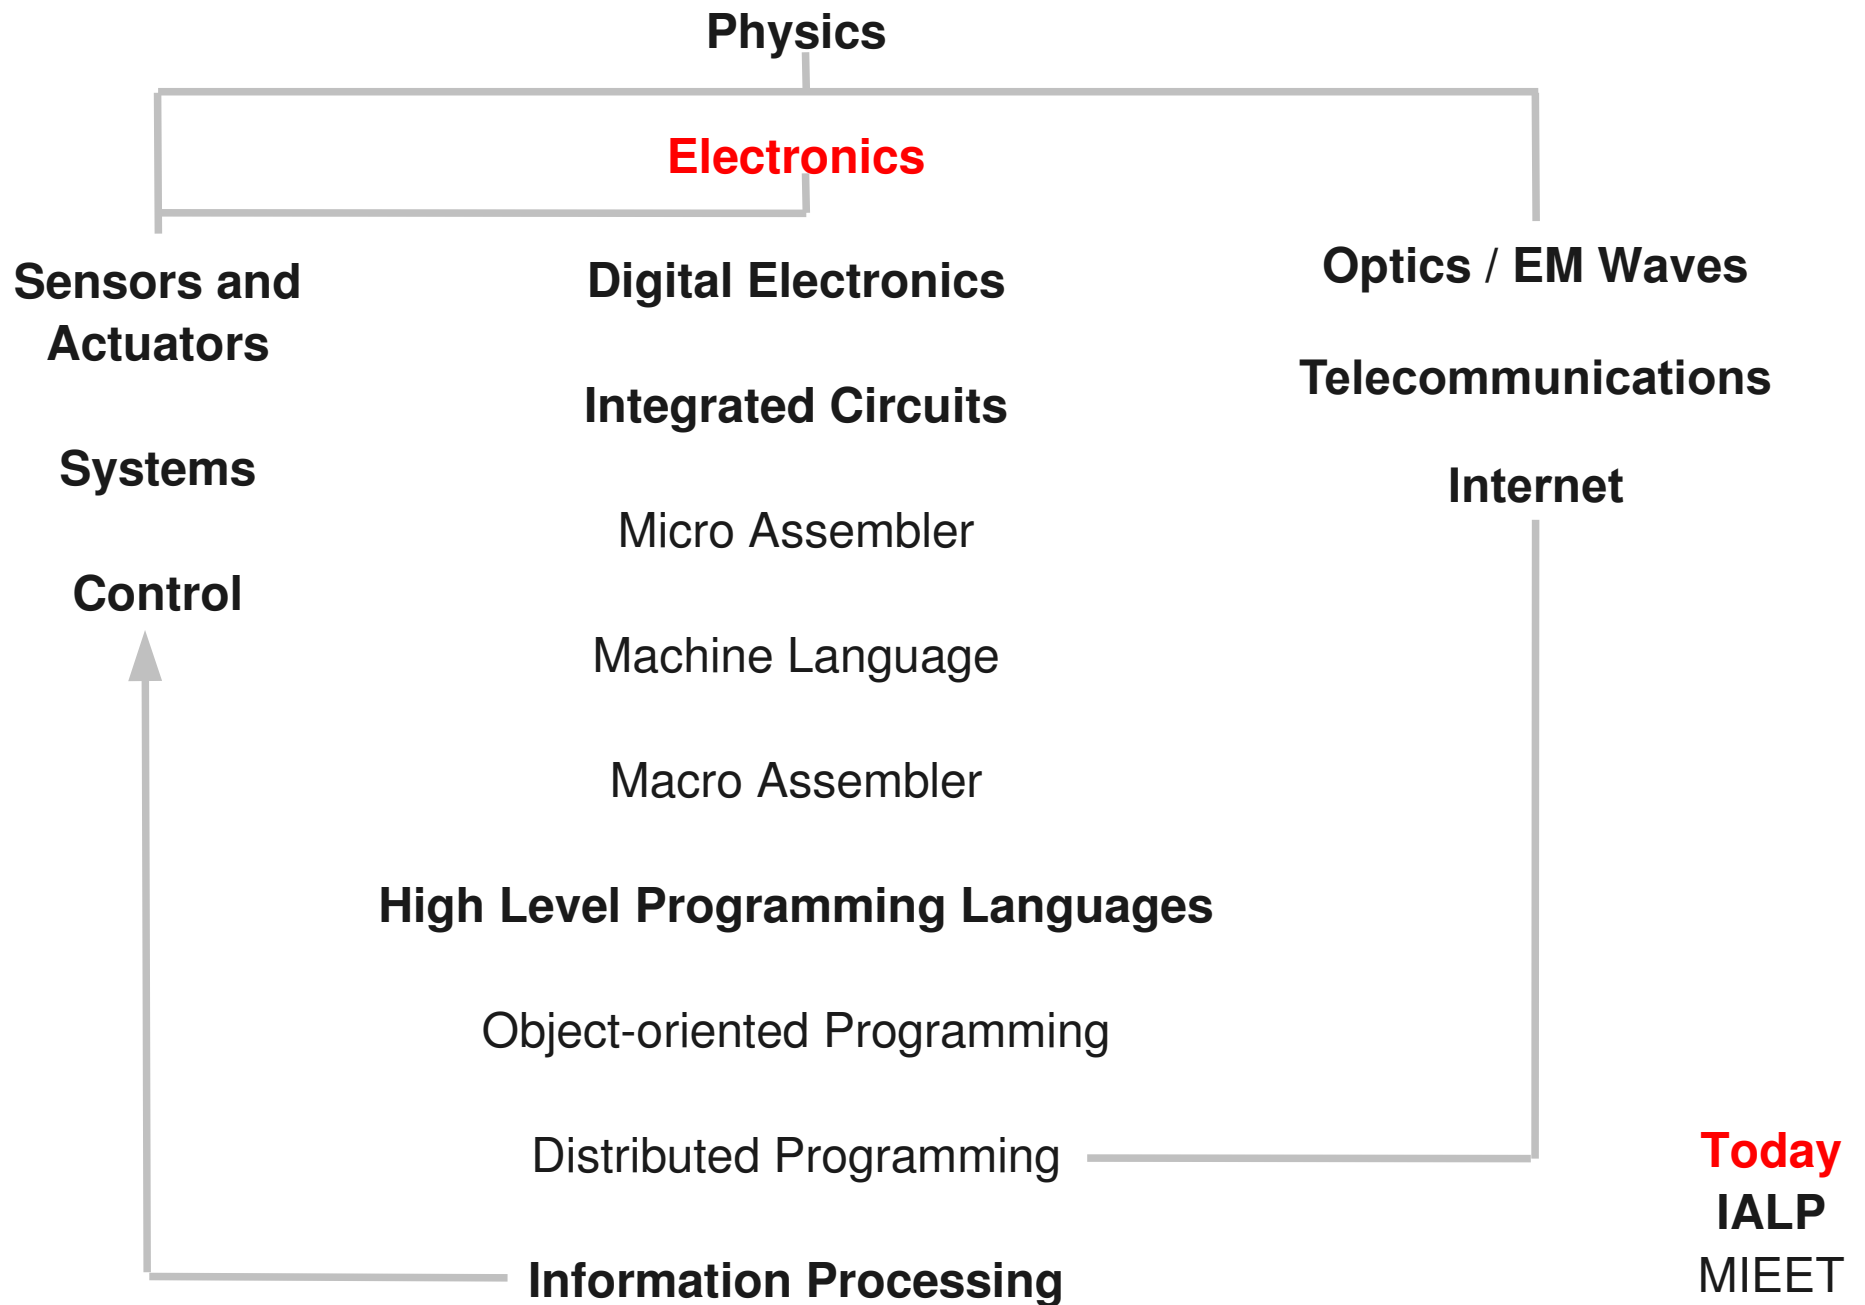 Physics
Electronics
Sensors and
Actuators
Systems
Control
Digital Electronics
Integrated Circuits
Micro Assembler
Machine Language
Macro Assembler
High Level Programming Languages
Object-oriented Programming
Distributed Programming
Information Processing
Optics / EM Waves
Telecommunications
Internet
Today
IALP
MIEET